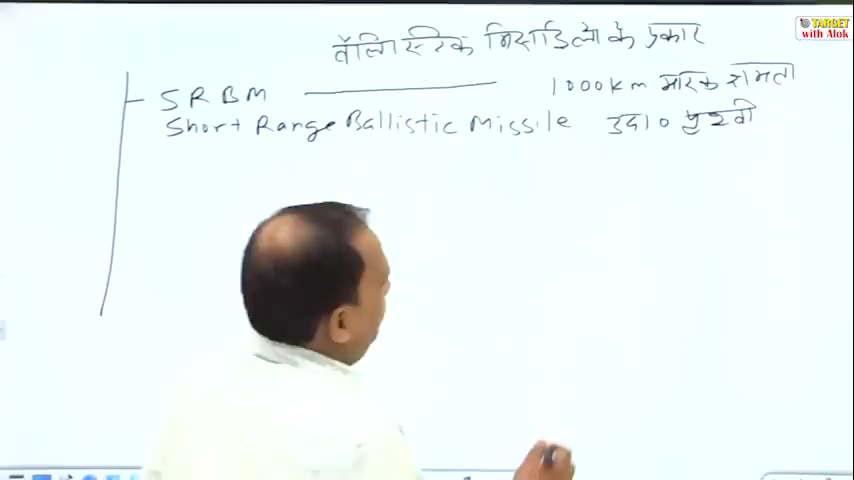 बैलिस्टिक मिसाइलों के प्रकार
TARGET
with Alok
SRBM 1000km मारक क्षमता
Short Range Ballistic Missile उदा० पृथ्वी